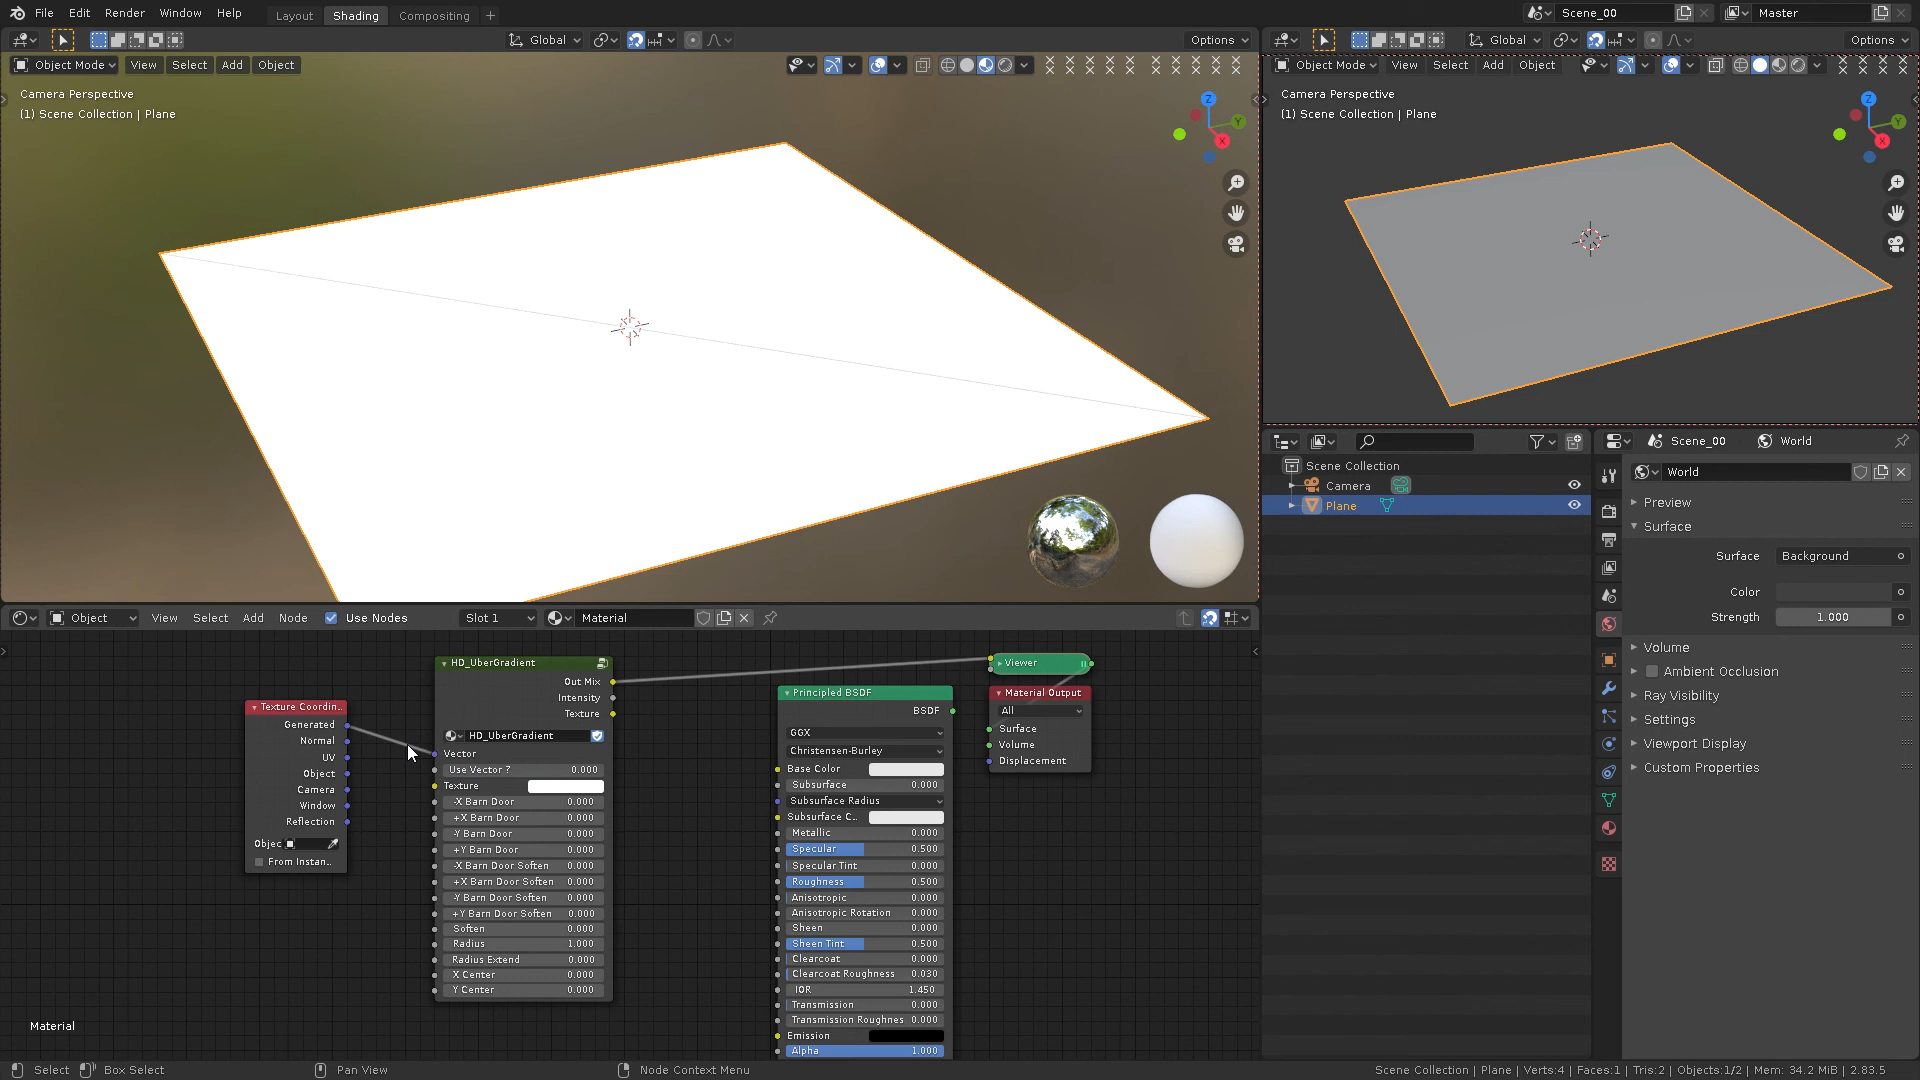 File Edit Render Window Help Layout Shading Compositing + Scene_00 Master
Global Options Global Options
Object Mode View Select Add Object Object Mode View Select Add Object
Camera Perspective
(1) Scene Collection | Plane
Z
Y
X
Camera Perspective
(1) Scene Collection | Plane
Z
Y
X
Scene_00 World
Scene Collection
Camera
Plane
World
Preview
Surface
Surface Background
Color
Strength 1.000
Volume
Ambient Occlusion
Ray Visibility
Settings
Viewport Display
Custom Properties
Object View Select Add Node Use Nodes Slot 1 Material
Texture Coordin..
Generated
Normal
UV
Object
Camera
Window
Reflection
Objec
From Instan..
HD_UberGradient
Out Mix
Intensity
Texture
HD_UberGradient
Vector
Use Vector ? 0.000
Texture
-X Barn Door 0.000
+X Barn Door 0.000
-Y Barn Door 0.000
+Y Barn Door 0.000
-X Barn Door Soften 0.000
+X Barn Door Soften 0.000
-Y Barn Door Soften 0.000
+Y Barn Door Soften 0.000
Soften 0.000
Radius 1.000
Radius Extend 0.000
X Center 0.000
Y Center 0.000
Principled BSDF
BSDF
GGX
Christensen-Burley
Base Color
Subsurface 0.000
Subsurface Radius
Subsurface C..
Metallic 0.000
Specular 0.500
Specular Tint 0.000
Roughness 0.500
Anisotropic 0.000
Anisotropic Rotation 0.000
Sheen 0.000
Sheen Tint 0.500
Clearcoat 0.000
Clearcoat Roughness 0.030
IOR 1.450
Transmission 0.000
Transmission Roughnes 0.000
Emission
Alpha 1.000
Viewer
Material Output
All
Surface
Volume
Displacement
Material
Select Box Select Pan View Node Context Menu Scene Collection | Plane | Verts:4 | Faces:1 | Tris:2 | Objects:1/2 | Mem: 34.2 MiB | 2.83.5